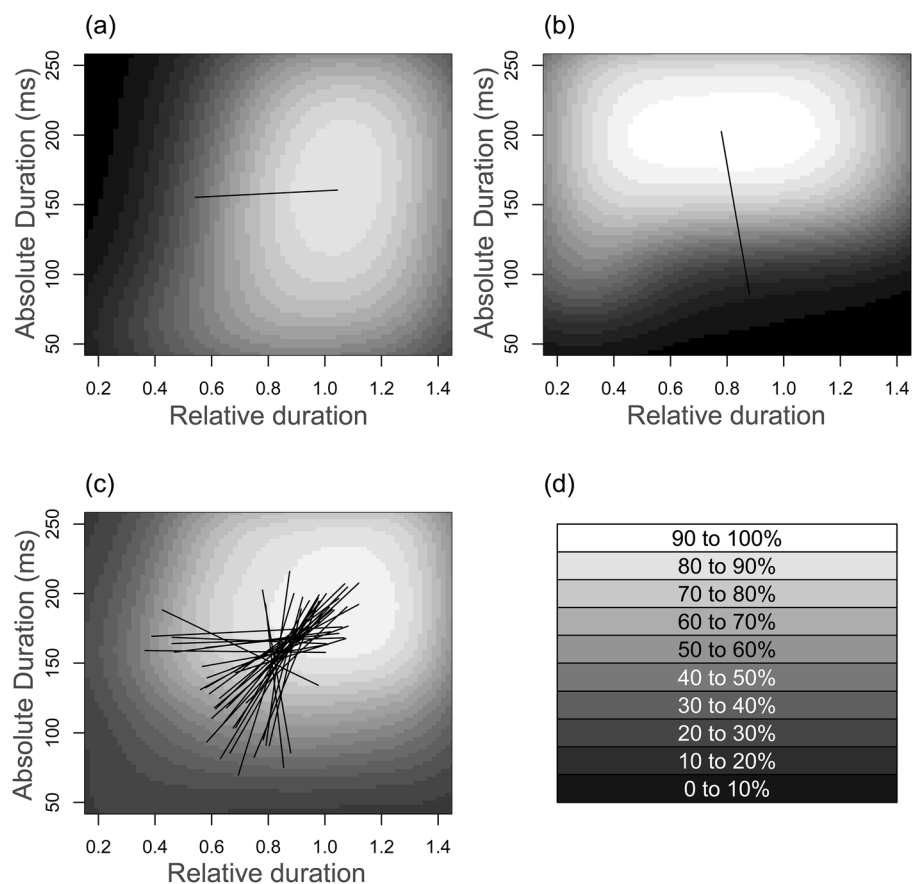 (a)
Absolute Duration (ms)
250
200
150
100
50
0.2 0.4 0.6 0.8 1.0 1.2 1.4
Relative duration
(b)
Absolute Duration (ms)
250
200
150
100
50
0.2 0.4 0.6 0.8 1.0 1.2 1.4
Relative duration
(c)
Absolute Duration (ms)
250
200
150
100
50
0.2 0.4 0.6 0.8 1.0 1.2 1.4
Relative duration
(d)
90 to 100%
80 to 90%
70 to 80%
60 to 70%
50 to 60%
40 to 50%
30 to 40%
20 to 30%
10 to 20%
0 to 10%